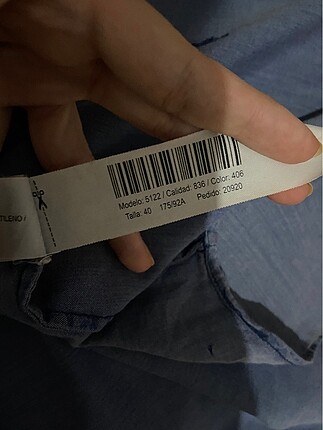 Modelo: 5122 / Calidad: 836 / Color: 406
Talla: 40 175/92A Pedido: 20920